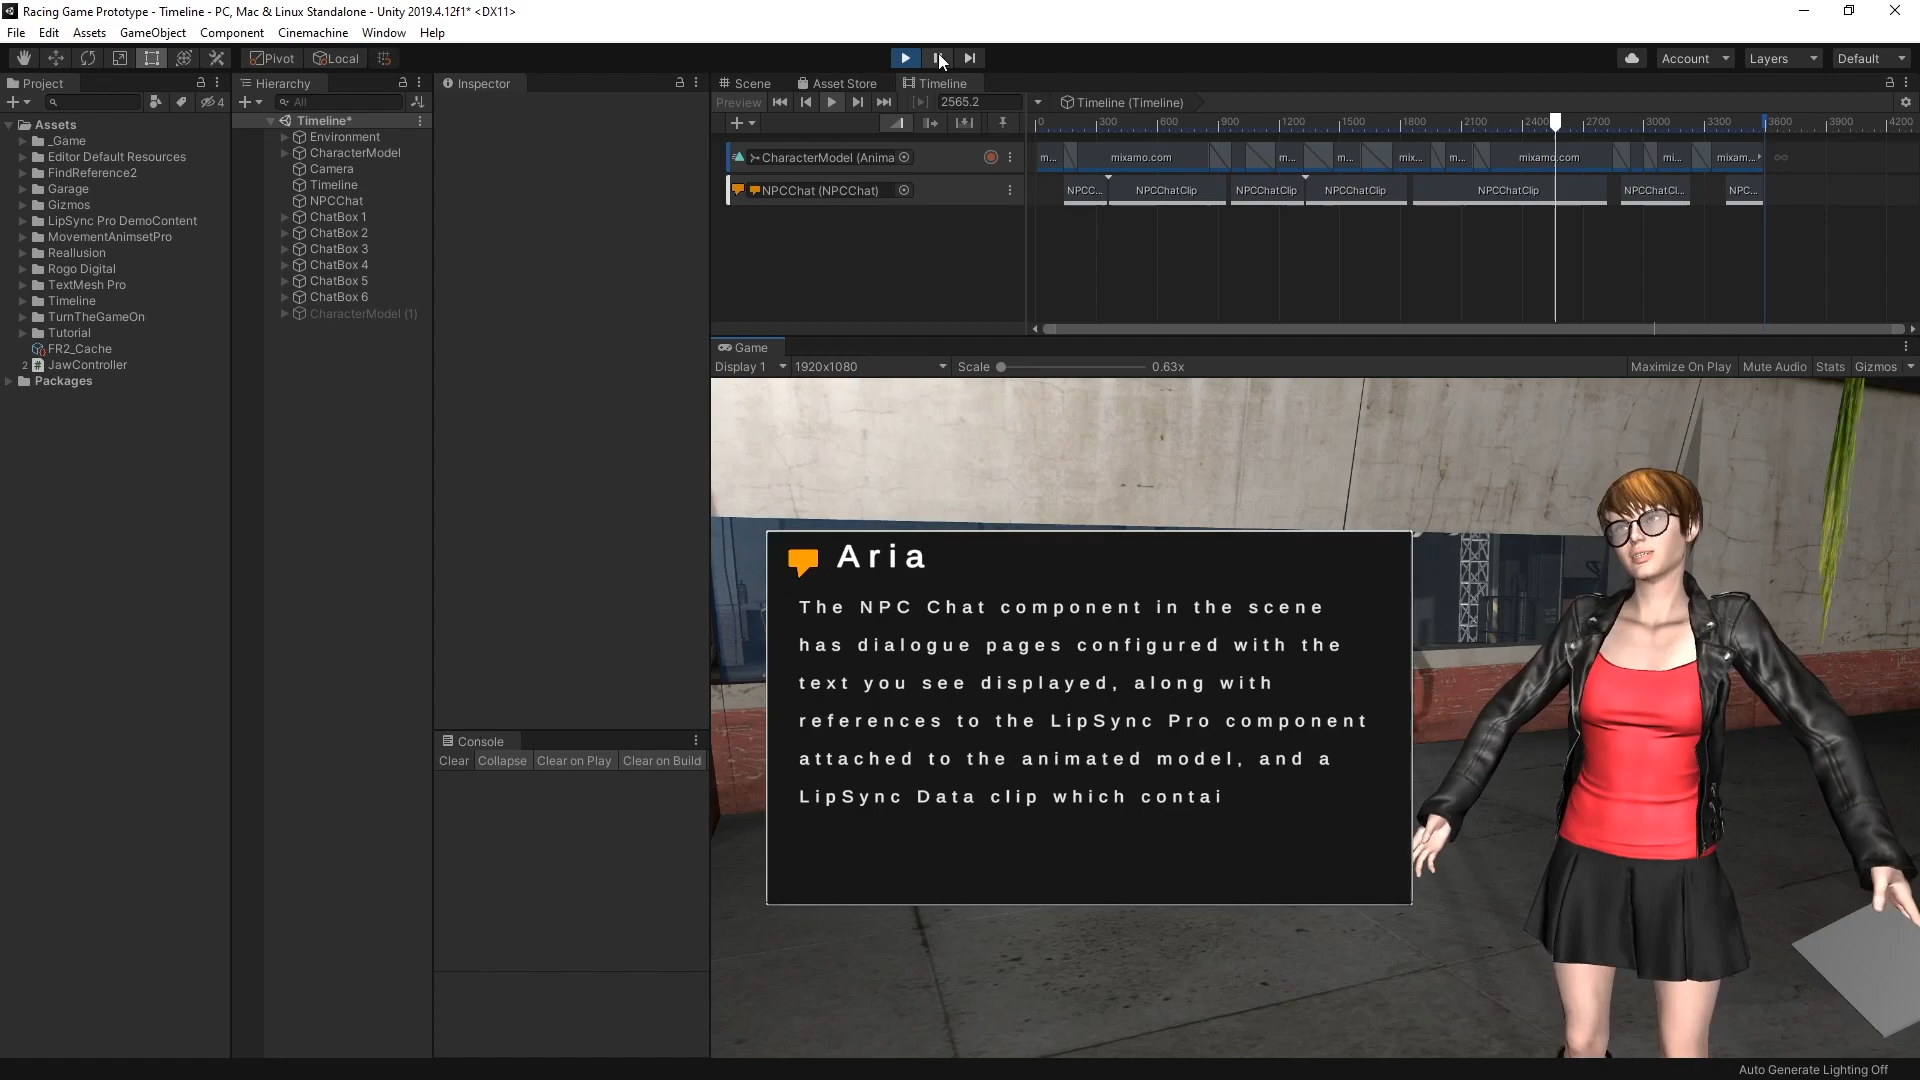 Racing Game Prototype - Timeline - PC, Mac & Linux Standalone - Unity 2019.4.12f1* <DX11>
File Edit Assets GameObject Component Cinemachine Window Help
Pivot Local Account Layers Default
Project
4
Assets
_Game
Editor Default Resources
FindReference2
Garage
Gizmos
LipSync Pro DemoContent
MovementAnimsetPro
Reallusion
Rogo Digital
TextMesh Pro
Timeline
TurnTheGameOn
Tutorial
FR2_Cache
2 JawController
Packages
Hierarchy
All
Timeline*
Environment
CharacterModel
Camera
Timeline
NPCChat
ChatBox 1
ChatBox 2
ChatBox 3
ChatBox 4
ChatBox 5
ChatBox 6
CharacterModel (1)
Inspector
Console
Clear Collapse Clear on Play Clear on Build
Scene Asset Store Timeline
Preview 2565.2 Timeline (Timeline)
0 300 600 900 1200 1500 1800 2100 2400 2700 3000 3300 3600 3900 4200
CharacterModel (Anima m... mixamo.com m... m... mix... m... mixamo.com mi... mixam...
NPCChat (NPCChat) NPCC... NPCChatClip NPCChatClip NPCChatClip NPCChatClip NPCChatCl... NPC...
Game
Display 1 1920x1080 Scale 0.63x Maximize On Play Mute Audio Stats Gizmos
Aria
The NPC Chat component in the scene
has dialogue pages configured with the
text you see displayed, along with
references to the LipSync Pro component
attached to the animated model, and a
LipSync Data clip which contai
Auto Generate Lighting Off